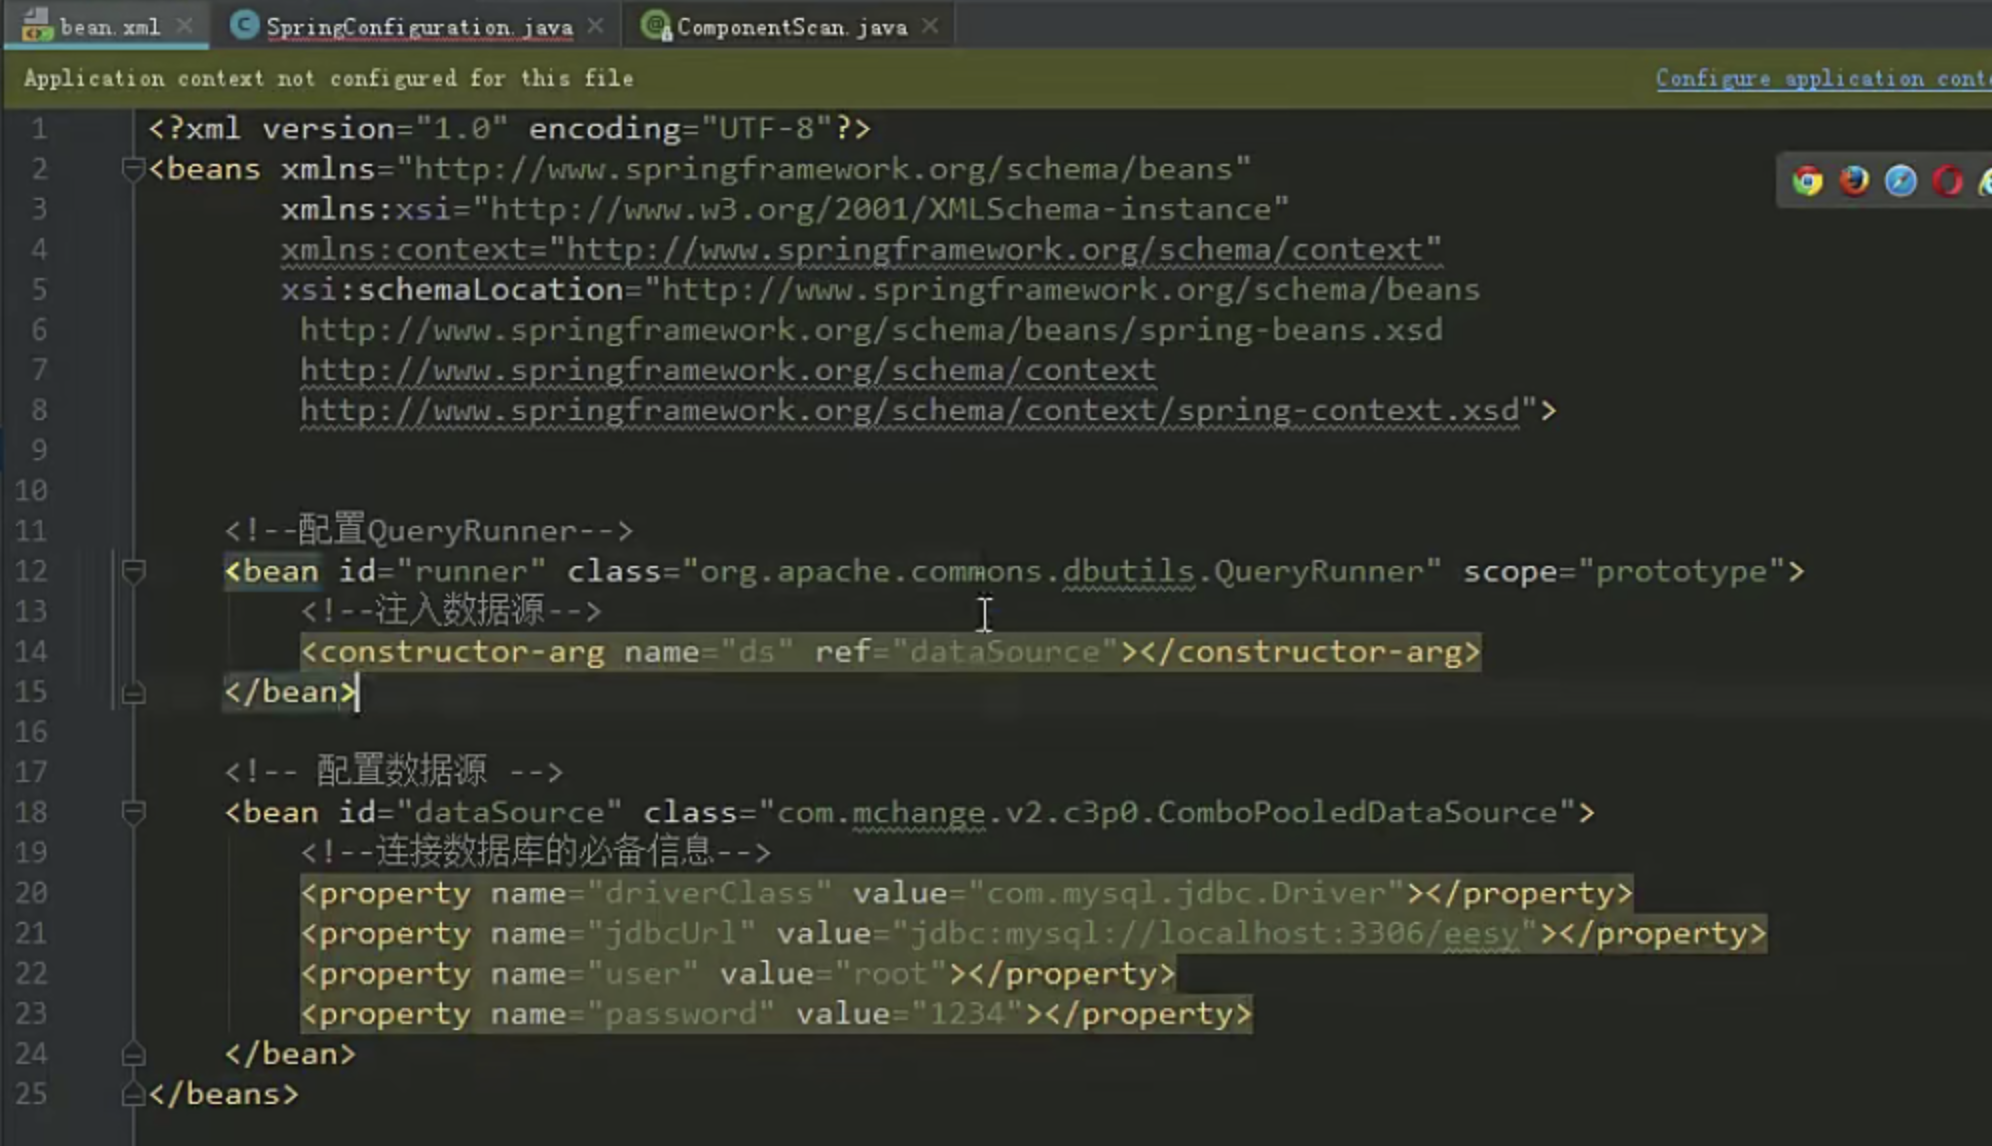 bean.xml
SpringConfiguration.java
ComponentScan.java
Application context not configured for this file
Configure application cont
1 <?xml version="1.0" encoding="UTF-8"?>
2 <beans xmlns="http://www.springframework.org/schema/beans"
3 xmlns:xsi="http://www.w3.org/2001/XMLSchema-instance"
4 xmlns:context="http://www.springframework.org/schema/context"
5 xsi:schemaLocation="http://www.springframework.org/schema/beans
6 http://www.springframework.org/schema/beans/spring-beans.xsd
7 http://www.springframework.org/schema/context
8 http://www.springframework.org/schema/context/spring-context.xsd">
9
10
11 <!--配置QueryRunner-->
12 <bean id="runner" class="org.apache.commons.dbutils.QueryRunner" scope="prototype">
13 <!--注入数据源-->
14 <constructor-arg name="ds" ref="dataSource"></constructor-arg>
15 </bean>
16
17 <!-- 配置数据源 -->
18 <bean id="dataSource" class="com.mchange.v2.c3p0.ComboPooledDataSource">
19 <!--连接数据库的必备信息-->
20 <property name="driverClass" value="com.mysql.jdbc.Driver"></property>
21 <property name="jdbcUrl" value="jdbc:mysql://localhost:3306/eesy"></property>
22 <property name="user" value="root"></property>
23 <property name="password" value="1234"></property>
24 </bean>
25 </beans>